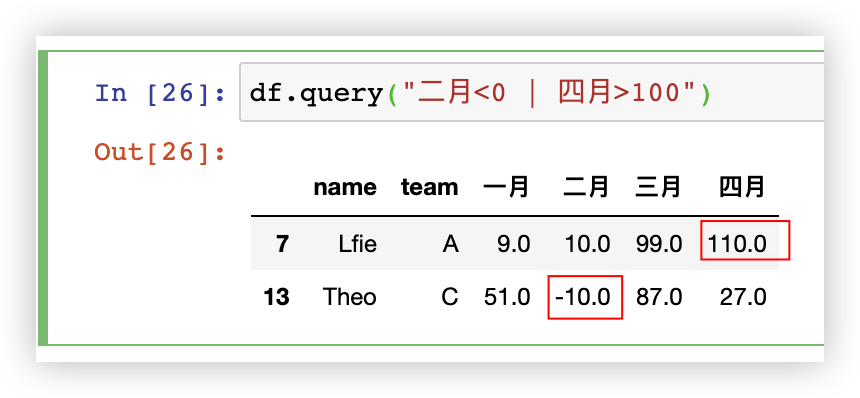 In [26]: df.query("二月<0 | 四月>100")
Out[26]:
name team 一月 二月 三月 四月
7 Lfie A 9.0 10.0 99.0 110.0
13 Theo C 51.0 -10.0 87.0 27.0